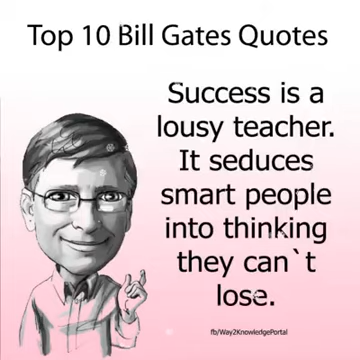 Top 10 Bill Gates Quotes
Success is a
lousy teacher.
It seduces
smart people
into thinking
they can`t
lose.
fb/Way2KnowledgePortal